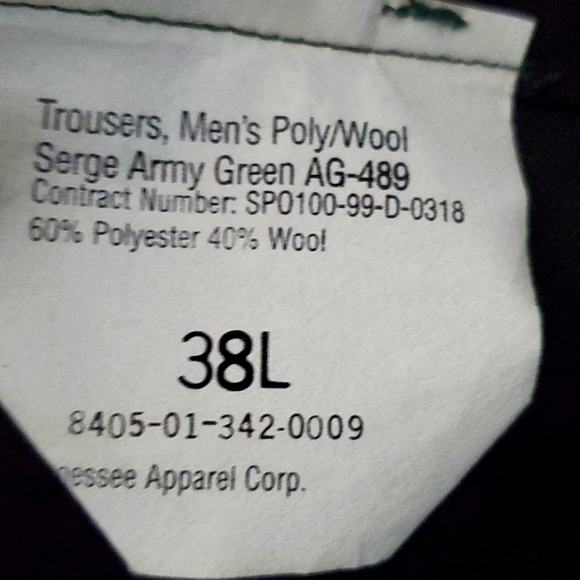 Trousers, Men's Poly/Wool
Serge Army Green AG-489
Contract Number: SPO100-99-D-0318
60% Polyester 40% Wool
38L
8405-01-342-0009
nessee Apparel Corp.